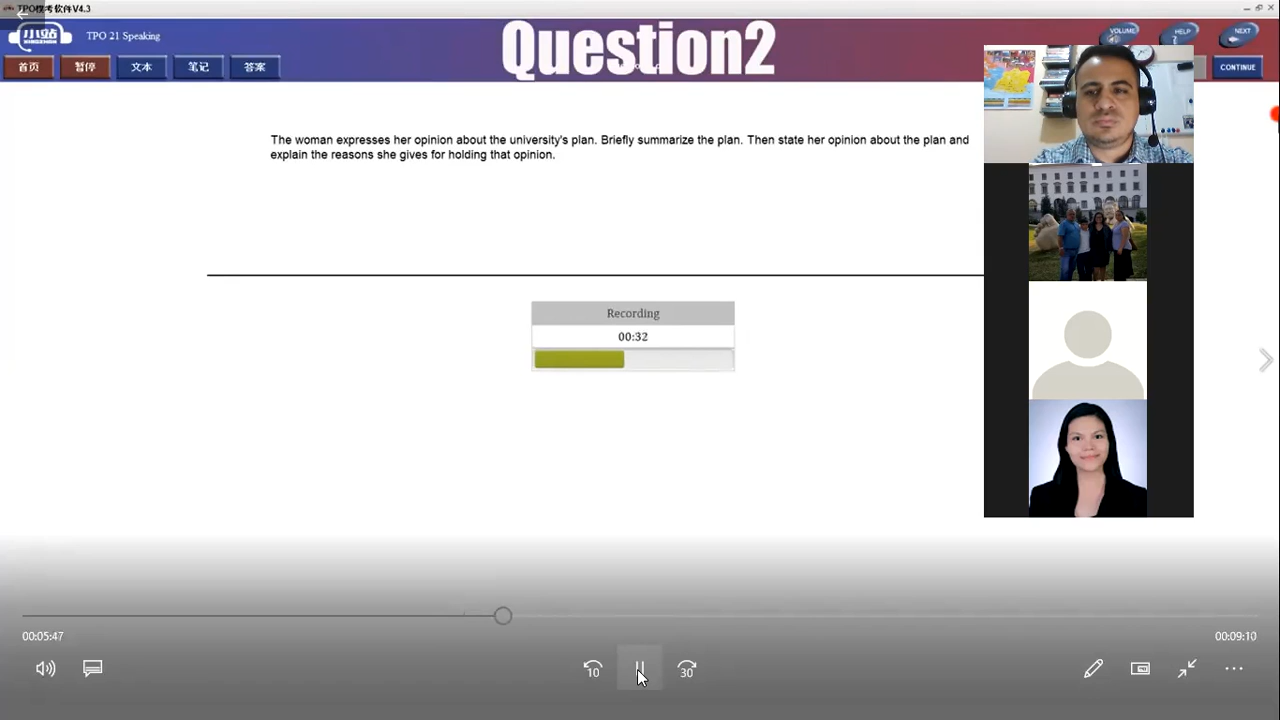 TPO模考软件V4.3
小站
TPO 21 Speaking
Question2
VOLUME
HELP
NEXT
首页
暂停
文本
笔记
答案
CONTINUE
The woman expresses her opinion about the university's plan. Briefly summarize the plan. Then state her opinion about the plan and
explain the reasons she gives for holding that opinion.
Recording
00:32
00:05:47
00:09:10
10
30